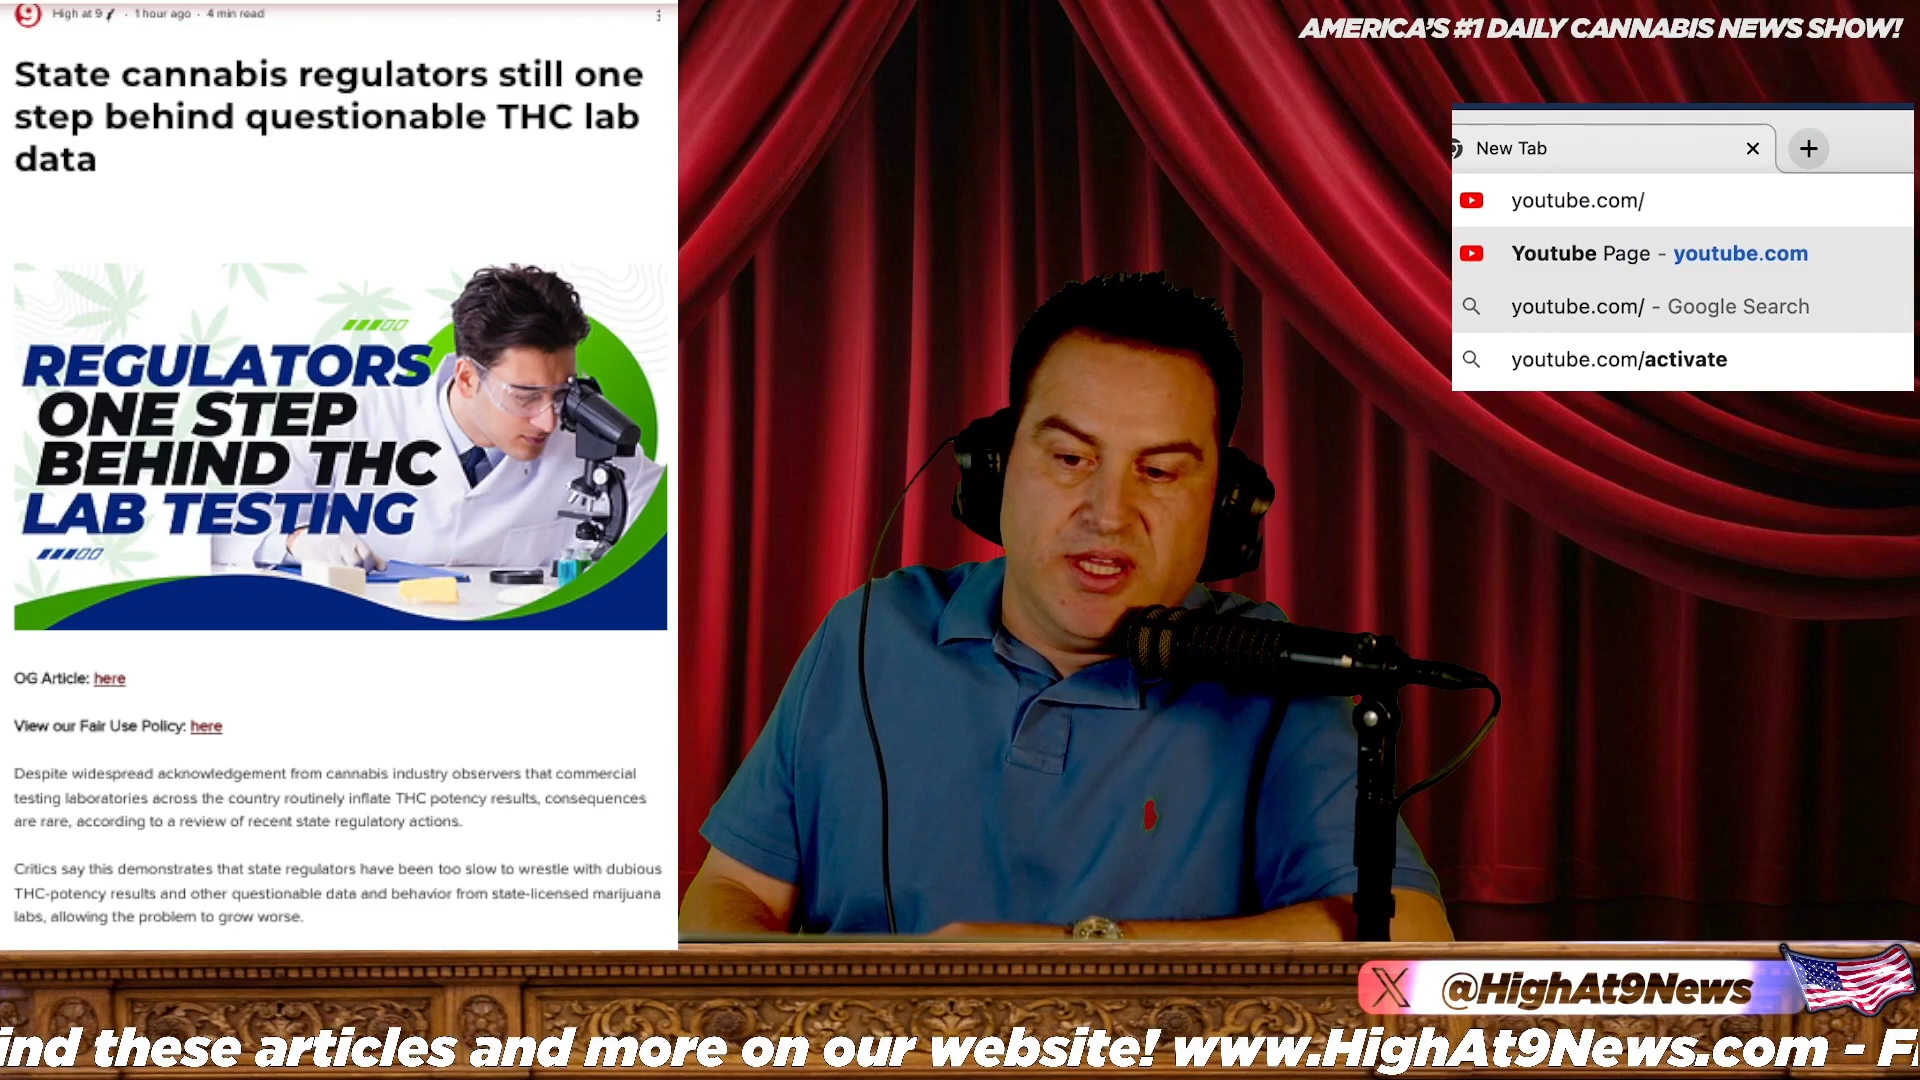 9 High at 9 · 1 hour ago · 4 min read
State cannabis regulators still one
step behind questionable THC lab
data
REGULATORS
ONE STEP
BEHIND THC
LAB TESTING
OG Article: here
View our Fair Use Policy: here
Despite widespread acknowledgement from cannabis industry observers that commercial
testing laboratories across the country routinely inflate THC potency results, consequences
are rare, according to a review of recent state regulatory actions.
Critics say this demonstrates that state regulators have been too slow to wrestle with dubious
THC-potency results and other questionable data and behavior from state-licensed marijuana
labs, allowing the problem to grow worse.
AMERICA'S #1 DAILY CANNABIS NEWS SHOW!
New Tab
youtube.com/
Youtube Page - youtube.com
youtube.com/ - Google Search
youtube.com/activate
X @HighAt9News
ind these articles and more on our website! www.HighAt9News.com - Fi